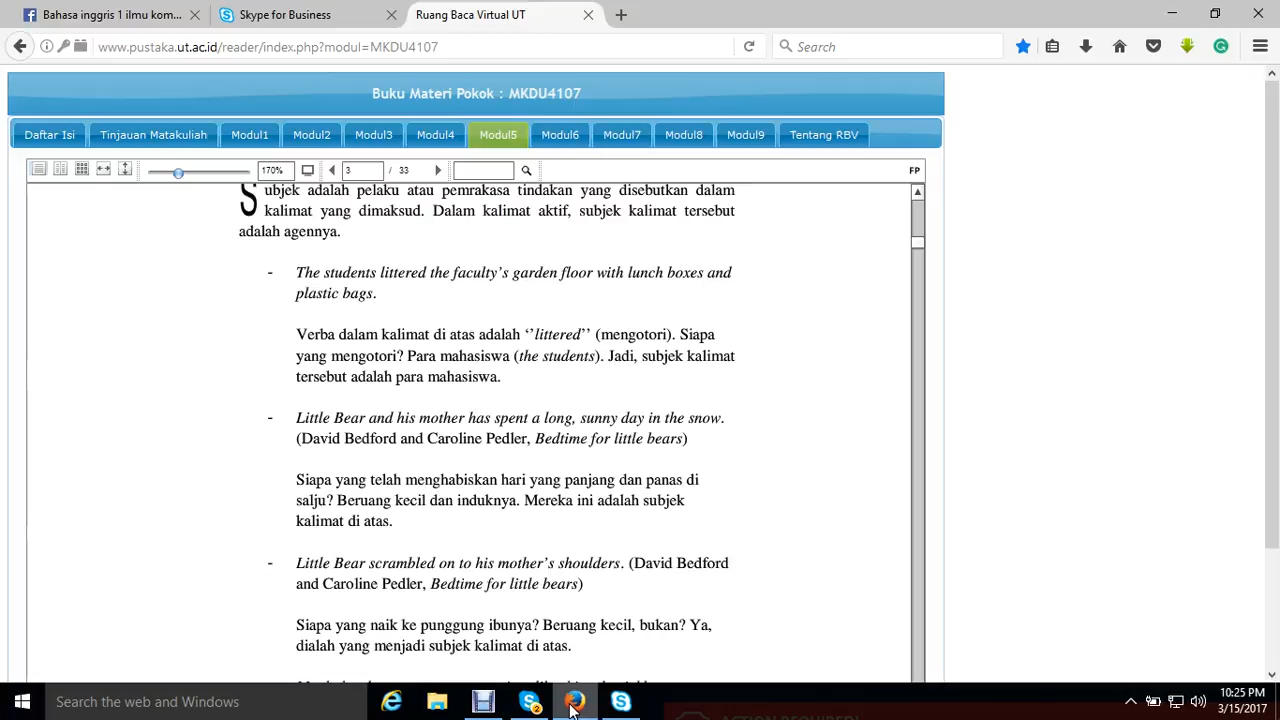 Bahasa inggris 1 ilmu kom...
Skype for Business
Ruang Baca Virtual UT
www.pustaka.ut.ac.id/reader/index.php?modul=MKDU4107
Search
Buku Materi Pokok : MKDU4107
Daftar Isi
Tinjauan Matakuliah
Modul1
Modul2
Modul3
Modul4
Modul5
Modul6
Modul7
Modul8
Modul9
Tentang RBV
170%
3
/ 33
FP
Subjek adalah pelaku atau pemrakasa tindakan yang disebutkan dalam
kalimat yang dimaksud. Dalam kalimat aktif, subjek kalimat tersebut
adalah agennya.
- The students littered the faculty's garden floor with lunch boxes and
plastic bags.
Verba dalam kalimat di atas adalah ‘’littered’’ (mengotori). Siapa
yang mengotori? Para mahasiswa (the students). Jadi, subjek kalimat
tersebut adalah para mahasiswa.
- Little Bear and his mother has spent a long, sunny day in the snow.
(David Bedford and Caroline Pedler, Bedtime for little bears)
Siapa yang telah menghabiskan hari yang panjang dan panas di
salju? Beruang kecil dan induknya. Mereka ini adalah subjek
kalimat di atas.
- Little Bear scrambled on to his mother's shoulders. (David Bedford
and Caroline Pedler, Bedtime for little bears)
Siapa yang naik ke punggung ibunya? Beruang kecil, bukan? Ya,
dialah yang menjadi subjek kalimat di atas.
Search the web and Windows
2
10:25 PM
3/15/2017